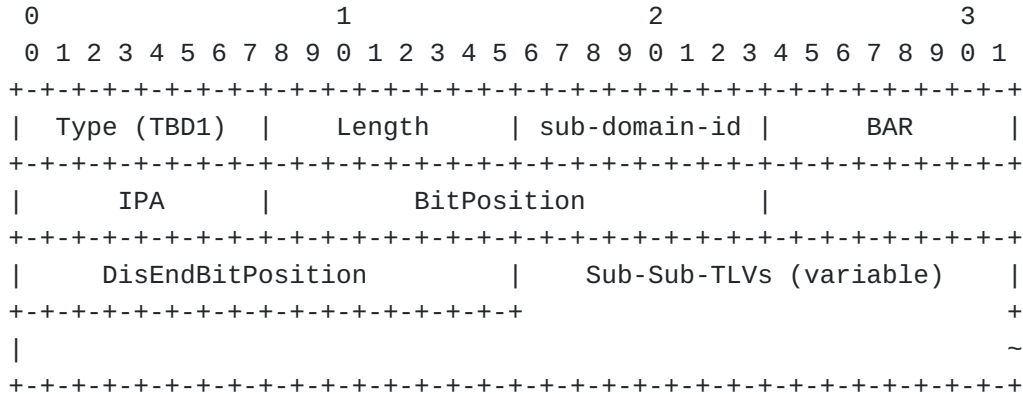 0                   1                   2                   3
 0 1 2 3 4 5 6 7 8 9 0 1 2 3 4 5 6 7 8 9 0 1 2 3 4 5 6 7 8 9 0 1
+-+-+-+-+-+-+-+-+-+-+-+-+-+-+-+-+-+-+-+-+-+-+-+-+-+-+-+-+-+-+-+-+
|  Type (TBD1)  |    Length     | sub-domain-id |      BAR      |
+-+-+-+-+-+-+-+-+-+-+-+-+-+-+-+-+-+-+-+-+-+-+-+-+-+-+-+-+-+-+-+-+
|      IPA      |         BitPosition           |
+-+-+-+-+-+-+-+-+-+-+-+-+-+-+-+-+-+-+-+-+-+-+-+-+-+-+-+-+-+-+-+-+
|     DisEndBitPosition         |    Sub-Sub-TLVs (variable)    |
+-+-+-+-+-+-+-+-+-+-+-+-+-+-+-+-+                               +
|                                                               ~
+-+-+-+-+-+-+-+-+-+-+-+-+-+-+-+-+-+-+-+-+-+-+-+-+-+-+-+-+-+-+-+-+